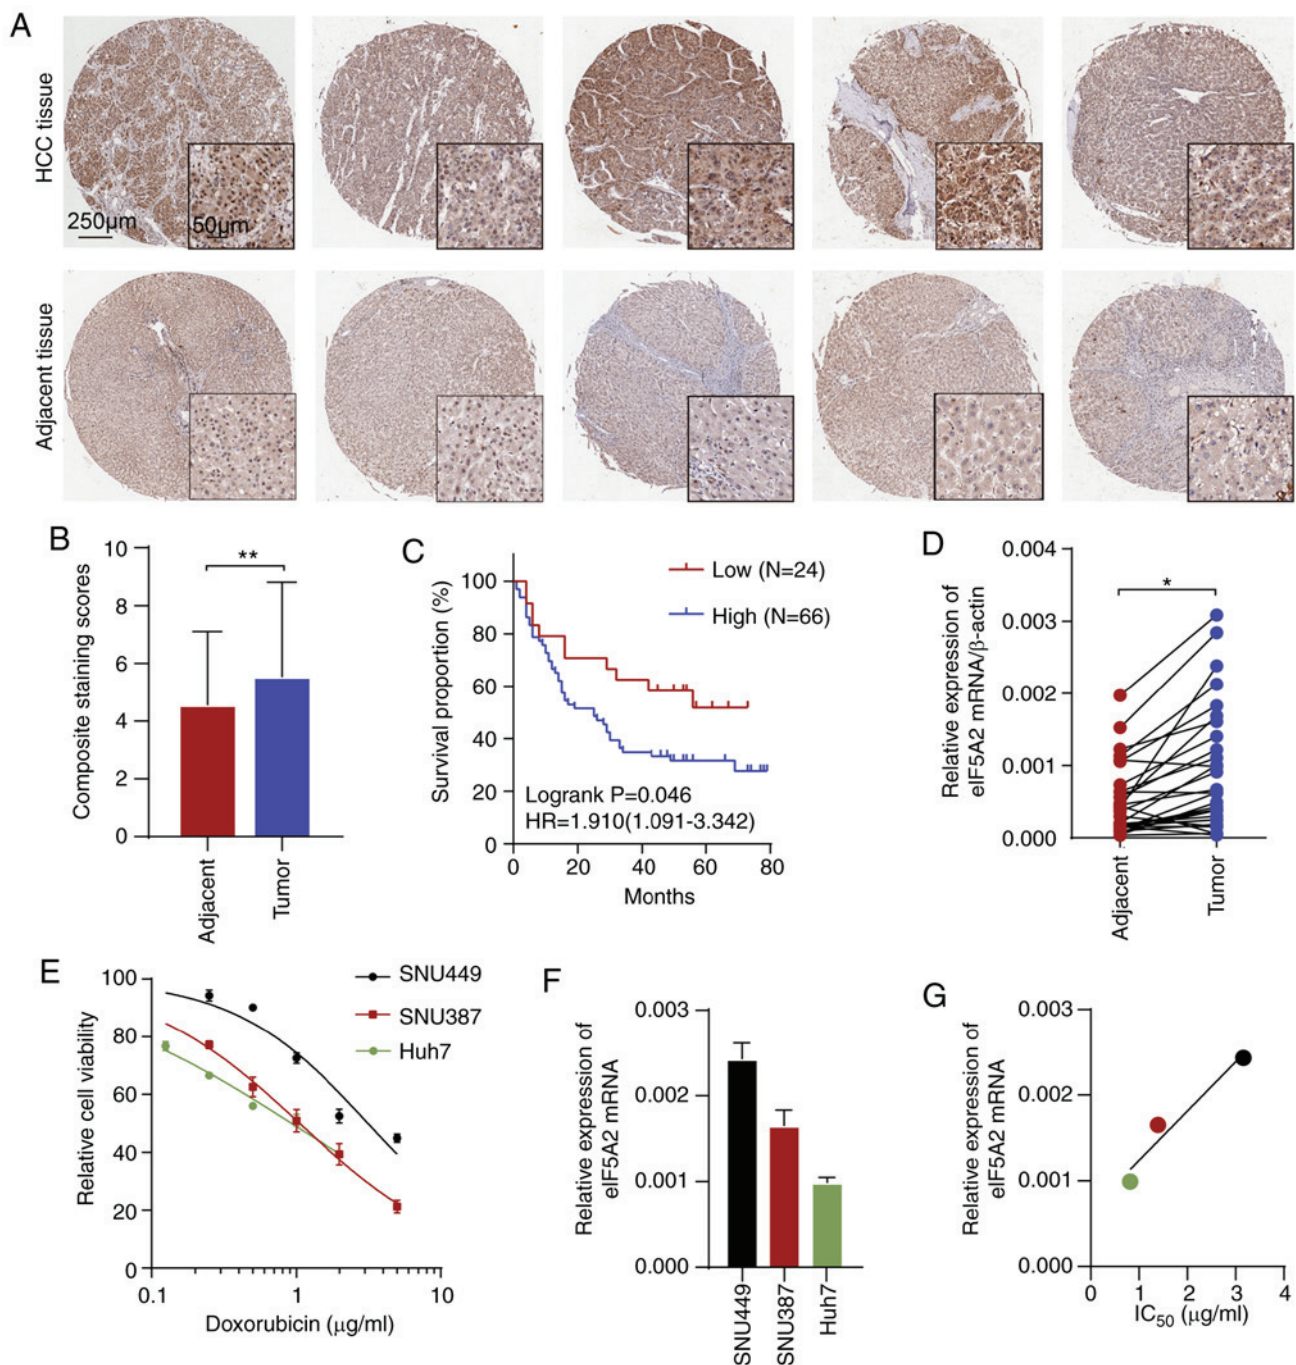 A
HCC tissue
250µm
50µm
Adjacent tissue
B
Composite staining scores
10
8
6
4
2
0
**
Adjacent
Tumor
C
Survival proportion (%)
100
80
60
40
20
0
Low (N=24)
High (N=66)
Logrank P=0.046
HR=1.910(1.091-3.342)
0
20
40
60
80
Months
D
Relative expression of
eIF5A2 mRNA/β-actin
0.004
0.003
0.002
0.001
0.000
*
Adjacent
Tumor
E
Relative cell viability
100
80
60
40
20
0
SNU449
SNU387
Huh7
0.1
1
10
Doxorubicin (µg/ml)
F
Relative expression of
eIF5A2 mRNA
0.003
0.002
0.001
0.000
SNU449
SNU387
Huh7
G
Relative expression of
eIF5A2 mRNA
0.003
0.002
0.001
0.000
0
1
2
3
4
IC50 (µg/ml)